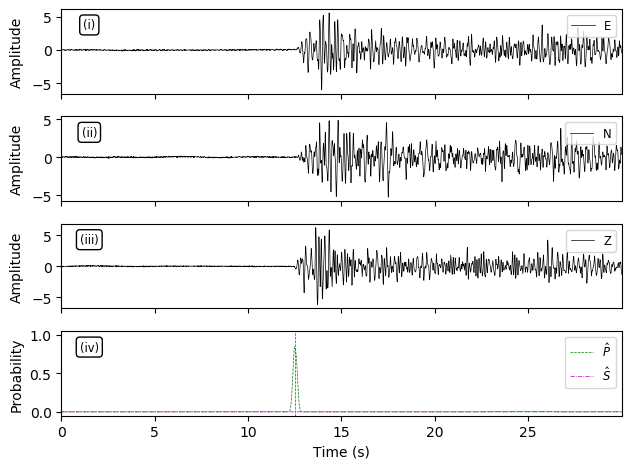 (i)
E
5
0
−5
Amplitude
(ii)
N
5
0
−5
Amplitude
(iii)
Z
5
0
−5
Amplitude
(iv)
P̂
Ŝ
1.0
0.5
0.0
Probability
0 5 10 15 20 25
Time (s)